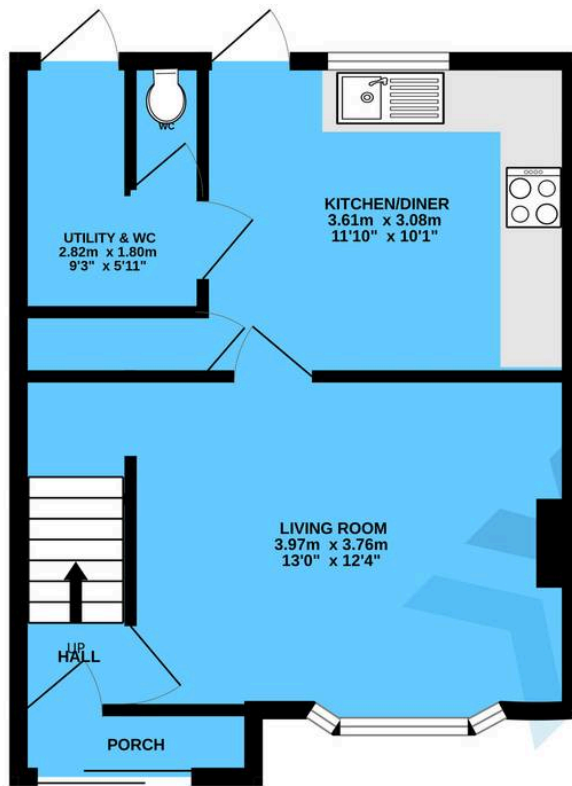 WC
KITCHEN/DINER
3.61m x 3.08m
11'10" x 10'1"
UTILITY & WC
2.82m x 1.80m
9'3" x 5'11"
LIVING ROOM
3.97m x 3.76m
13'0" x 12'4"
UP
HALL
PORCH